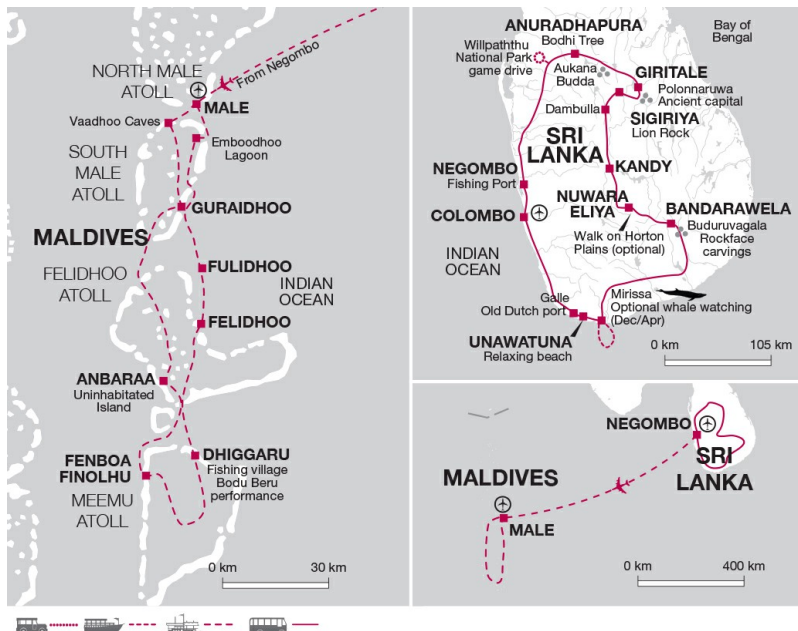 From Negombo
NORTH MALE
ATOLL
MALE
Vaadhoo Caves
Emboodhoo
Lagoon
SOUTH
MALE
ATOLL
GURAIDHOO
MALDIVES
FELIDHOO
ATOLL
FULIDHOO
INDIAN
OCEAN
FELIDHOO
ANBARAA
Uninhabited
Island
FENBOA
FINOLHU
DHIGGARU
Fishing village
Bodu Beru
performance
MEEMU
ATOLL
0 km
30 km
ANURADHAPURA
Bodhi Tree
Bay of
Bengal
Willpaththu
National Park
game drive
Aukana
Budda
GIRITALE
Polonnaruwa
Ancient capital
Dambulla
SIGIRIYA
Lion Rock
SRI
LANKA
KANDY
NEGOMBO
Fishing Port
NUWARA
ELIYA
BANDARAWELA
COLOMBO
Walk on Horton
Plains (optional)
Buduruvagala
Rockface
carvings
INDIAN
OCEAN
Galle
Old Dutch port
Mirissa
Optional whale watching
(Dec/Apr)
UNAWATUNA
Relaxing beach
0 km
105 km
NEGOMBO
SRI
LANKA
MALDIVES
MALE
0 km
400 km